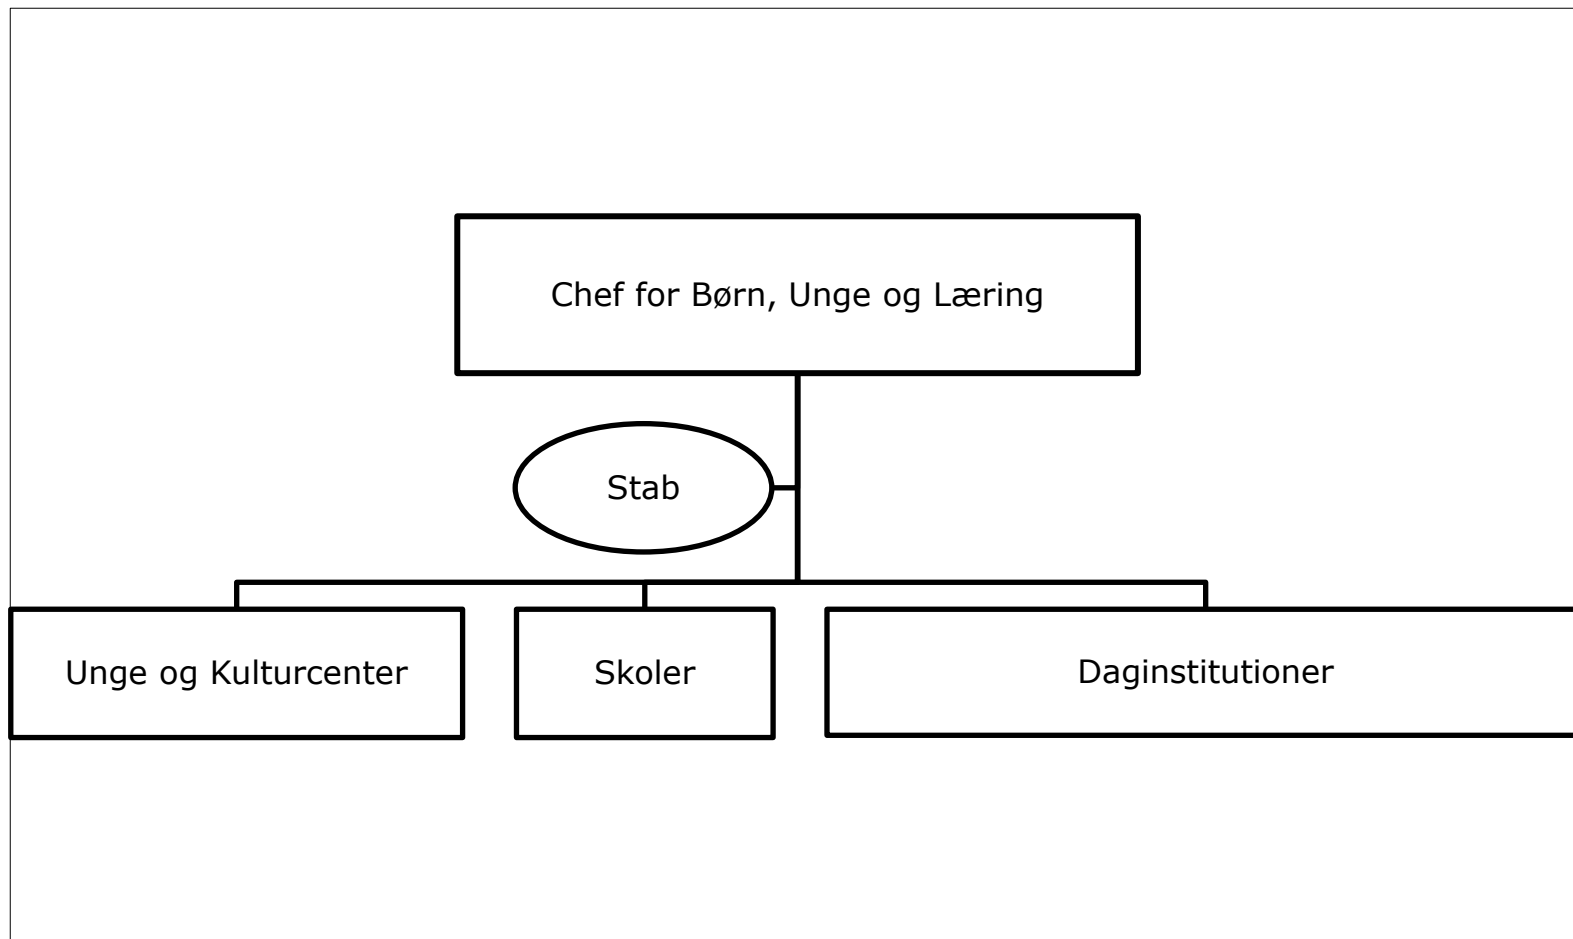 Chef for Børn, Unge og Læring
Stab
Unge og Kulturcenter
Skoler
Daginstitutioner